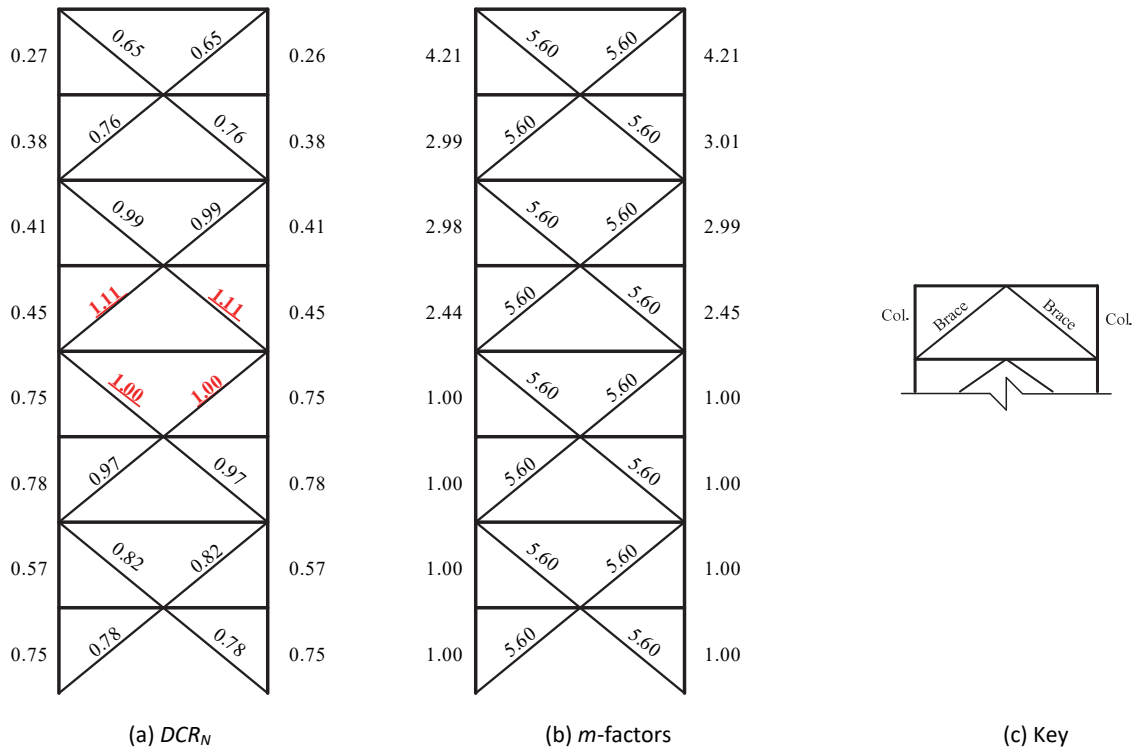 0.27 0.65 0.65 0.26
0.38 0.76 0.76 0.38
0.41 0.99 0.99 0.41
0.45 1.11 1.11 0.45
0.75 1.00 1.00 0.75
0.78 0.97 0.97 0.78
0.57 0.82 0.82 0.57
0.75 0.78 0.78 0.75
(a) DCRN
4.21 5.60 5.60 4.21
2.99 5.60 5.60 3.01
2.98 5.60 5.60 2.99
2.44 5.60 5.60 2.45
1.00 5.60 5.60 1.00
1.00 5.60 5.60 1.00
1.00 5.60 5.60 1.00
1.00 5.60 5.60 1.00
(b) m-factors
Col. Brace Brace Col.
(c) Key